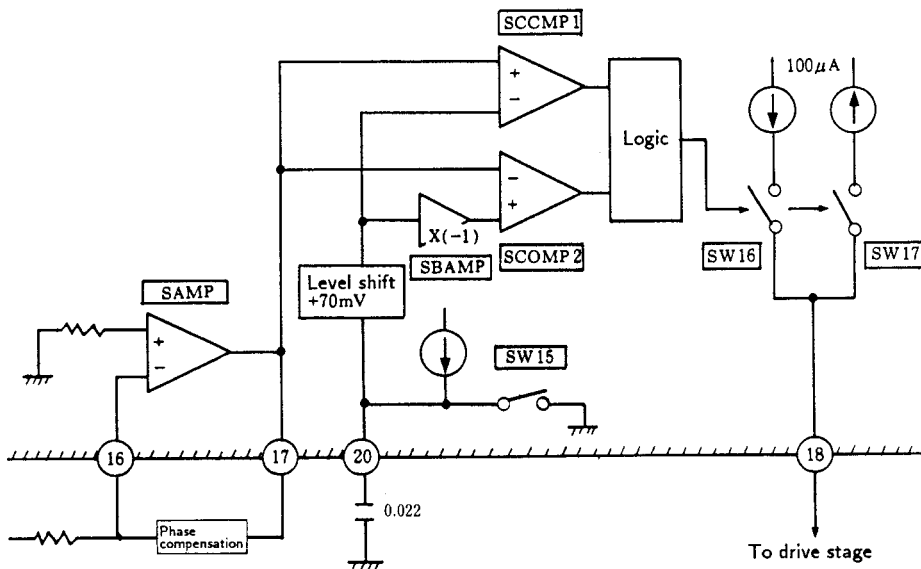 SCCMP1
100μA
Logic
X(-1)
SBAMP
SCOMP2
SW16
SW17
Level shift
+70mV
SAMP
SW15
+
-
-
+
+
-
16
17
20
18
0.022
Phase
compensation
To drive stage